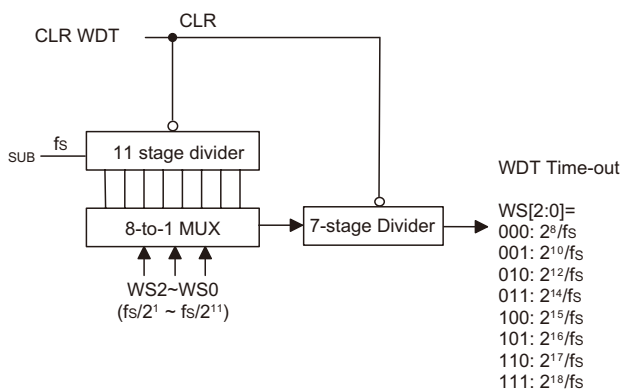 CLR WDT
CLR
SUB
fs
11 stage divider
8-to-1 MUX
7-stage Divider
WS2~WS0
(fs/2¹ ~ fs/2¹¹)
WDT Time-out
WS[2:0]=
000: 2⁸/fs
001: 2¹⁰/fs
010: 2¹²/fs
011: 2¹⁴/fs
100: 2¹⁵/fs
101: 2¹⁶/fs
110: 2¹⁷/fs
111: 2¹⁸/fs